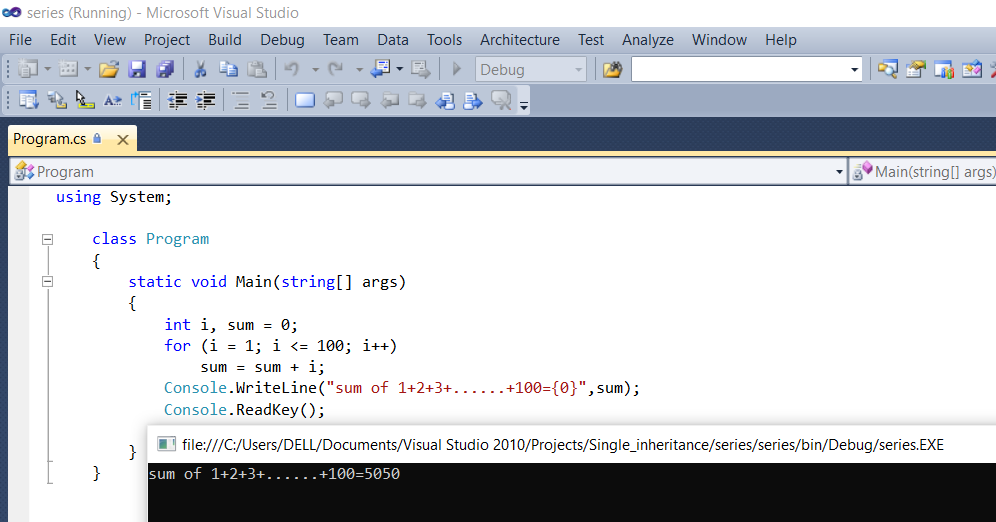 series (Running) - Microsoft Visual Studio
File Edit View Project Build Debug Team Data Tools Architecture Test Analyze Window Help
Debug
Program.cs
Program
Main(string[] args)
using System;
class Program
{
static void Main(string[] args)
{
int i, sum = 0;
for (i = 1; i <= 100; i++)
sum = sum + i;
Console.WriteLine("sum of 1+2+3+......+100={0}",sum);
Console.ReadKey();
}
}
file:///C:/Users/DELL/Documents/Visual Studio 2010/Projects/Single_inheritance/series/series/bin/Debug/series.EXE
sum of 1+2+3+......+100=5050